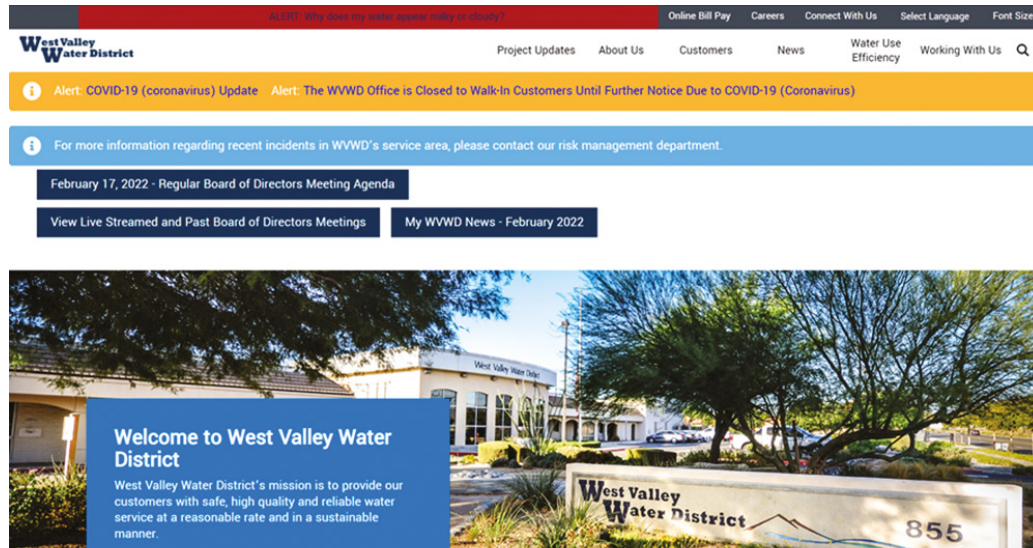 ALERT: Why does my water appear milky or cloudy?
Online Bill Pay Careers Connect With Us Select Language Font Size
West Valley
Water District
Project Updates About Us Customers News Water Use Efficiency Working With Us
Alert: COVID-19 (coronavirus) Update Alert: The WVWD Office is Closed to Walk-In Customers Until Further Notice Due to COVID-19 (Coronavirus)
For more information regarding recent incidents in WVWD's service area, please contact our risk management department.
February 17, 2022 - Regular Board of Directors Meeting Agenda
View Live Streamed and Past Board of Directors Meetings My WVWD News - February 2022
West Valley Water District
Welcome to West Valley Water
District
West Valley Water District's mission is to provide our
customers with safe, high quality and reliable water
service at a reasonable rate and in a sustainable
manner.
West Valley
Water District
855